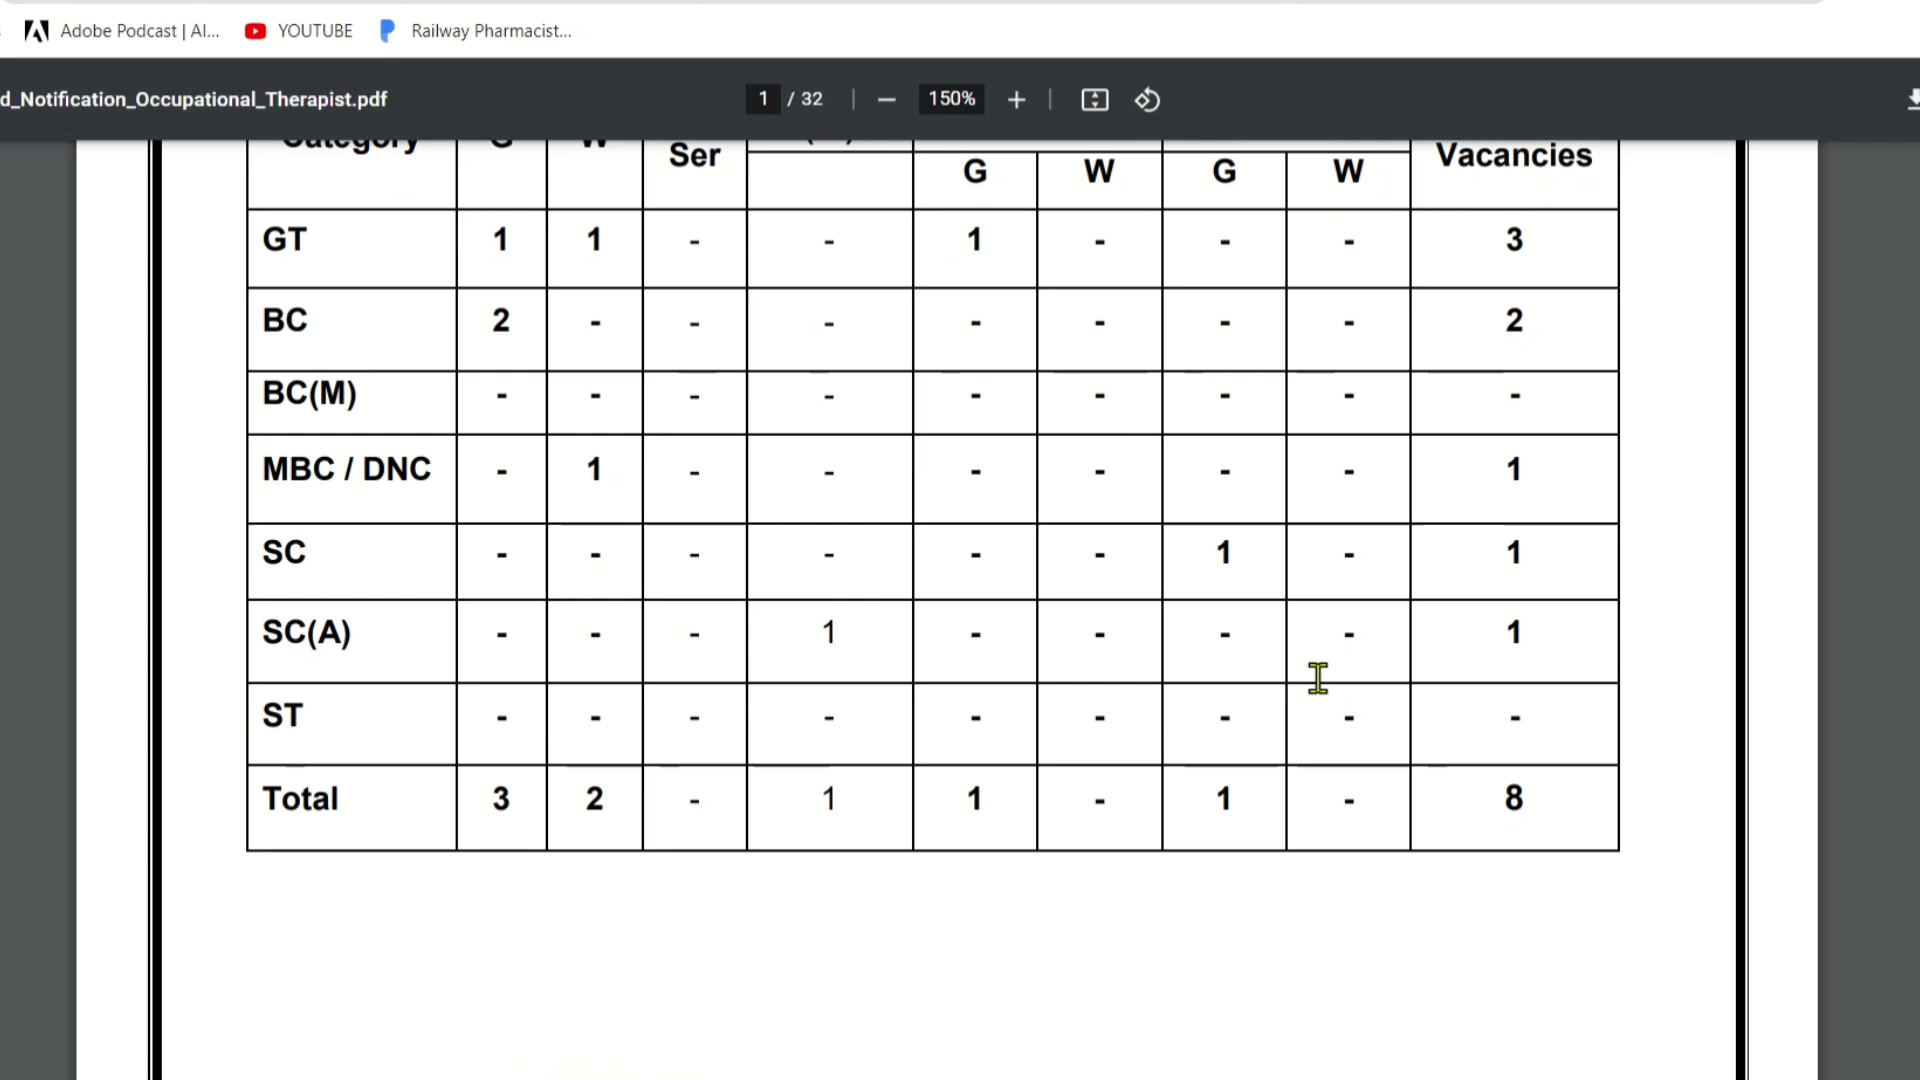 Adobe Podcast | AI... YOUTUBE Railway Pharmacist...
d_Notification_Occupational_Therapist.pdf 1 / 32 — 150% +
Category G W Ser Vacancies
G W G W
GT 1 1 - - 1 - - - 3
BC 2 - - - - - - - 2
BC(M) - - - - - - - - -
MBC / DNC - 1 - - - - - - 1
SC - - - - - - 1 - 1
SC(A) - - - 1 - - - - 1
ST - - - - - - - - -
Total 3 2 - 1 1 - 1 - 8